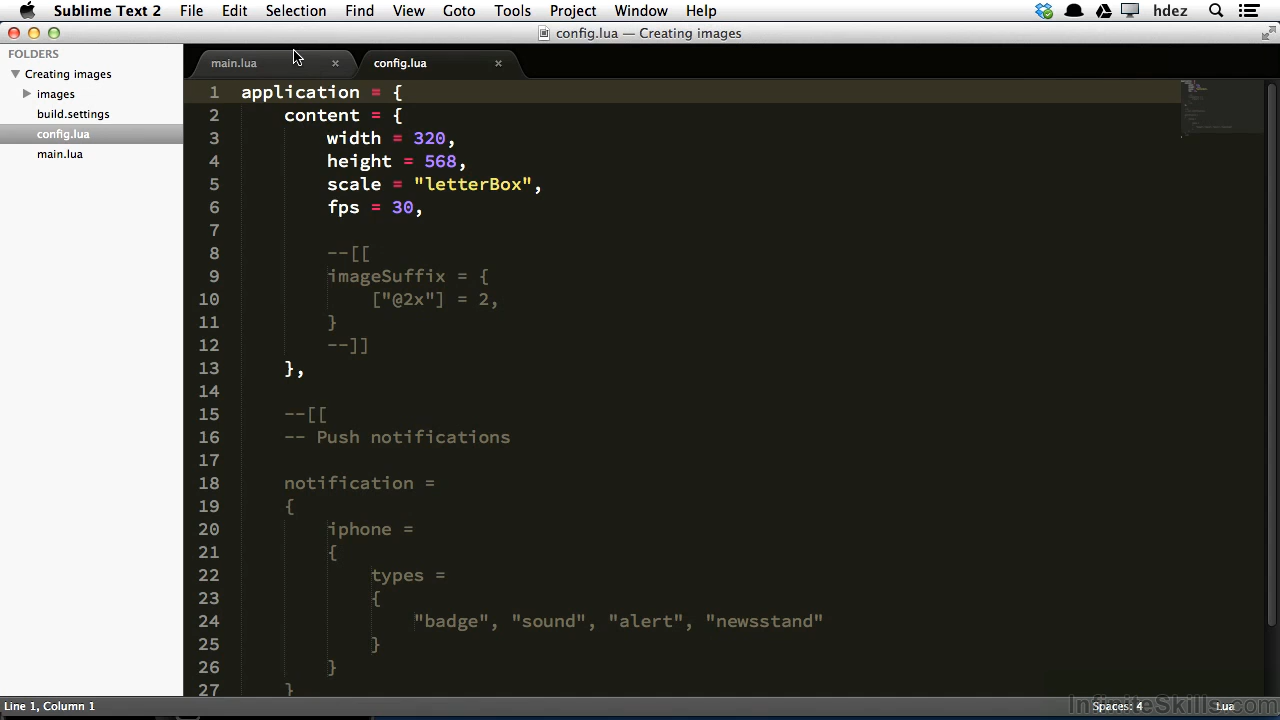 Sublime Text 2 File Edit Selection Find View Goto Tools Project Window Help hdez
config.lua — Creating images
FOLDERS
Creating images
images
build.settings
config.lua
main.lua
main.lua × config.lua ×
1 application = {
2 content = {
3 width = 320,
4 height = 568,
5 scale = "letterBox",
6 fps = 30,
7
8 --[[
9 imageSuffix = {
10 ["@2x"] = 2,
11 }
12 --]]
13 },
14
15 --[[
16 -- Push notifications
17
18 notification =
19 {
20 iphone =
21 {
22 types =
23 {
24 "badge", "sound", "alert", "newsstand"
25 }
26 }
27 }
Line 1, Column 1 Spaces: 4 Lua
InfiniteSkills.com